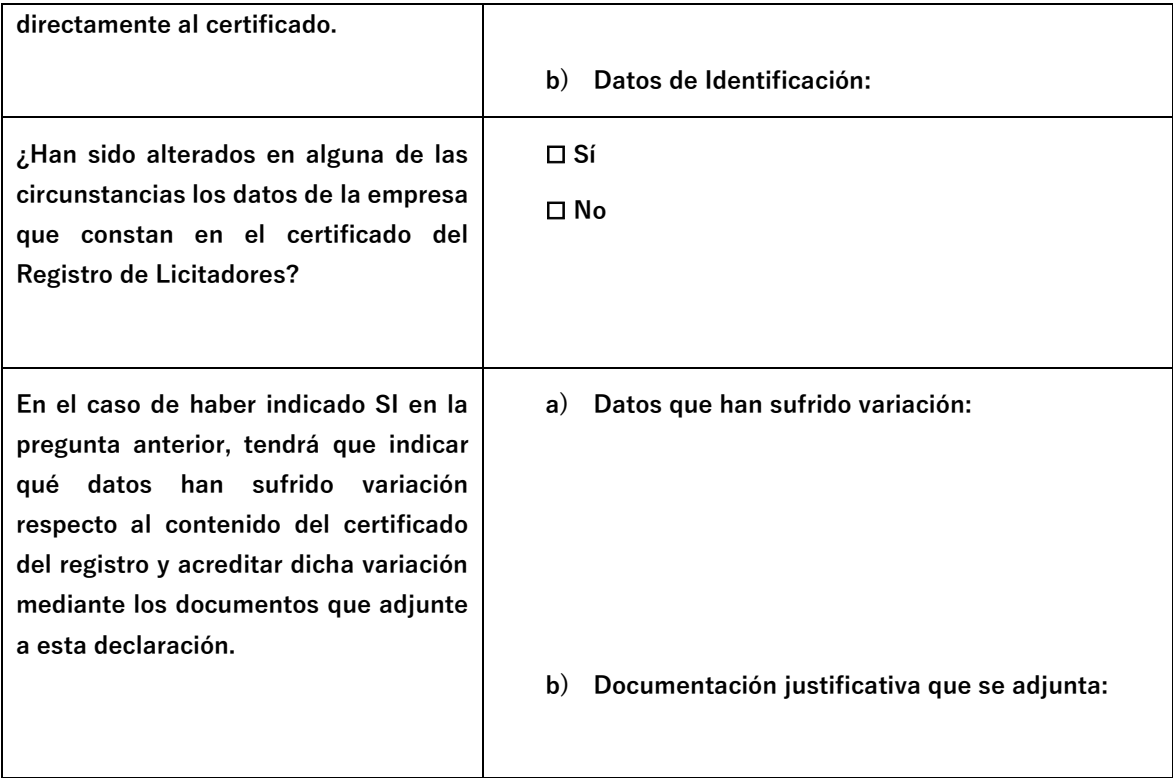 directamente al certificado.
b) Datos de Identificación:
¿Han sido alterados en alguna de las
circunstancias los datos de la empresa
que constan en el certificado del
Registro de Licitadores?
☐ Sí
☐ No
En el caso de haber indicado SI en la
pregunta anterior, tendrá que indicar
qué datos han sufrido variación
respecto al contenido del certificado
del registro y acreditar dicha variación
mediante los documentos que adjunte
a esta declaración.
a) Datos que han sufrido variación:
b) Documentación justificativa que se adjunta: